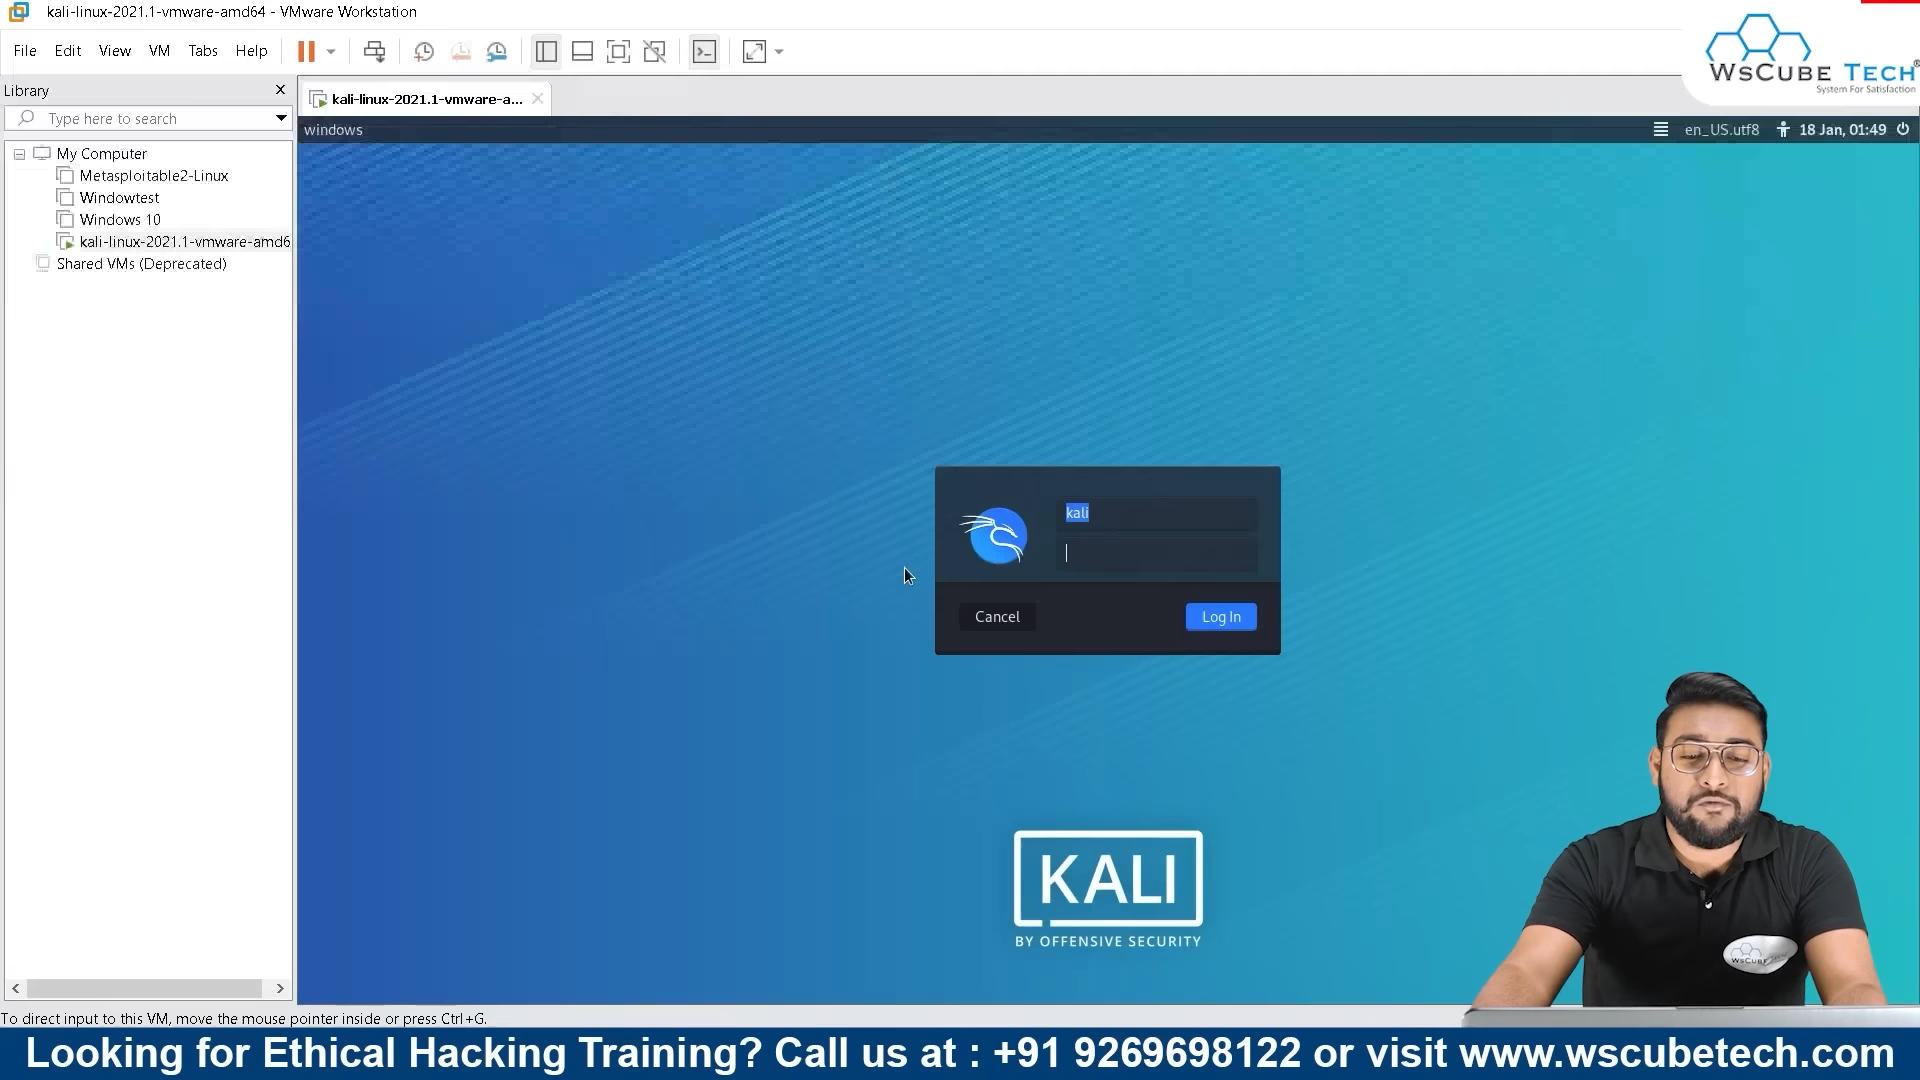 kali-linux-2021.1-vmware-amd64 - VMware Workstation
File Edit View VM Tabs Help
WsCube Tech®
System For Satisfaction
Library
kali-linux-2021.1-vmware-a...
Type here to search
windows
en_US.utf8 18 Jan, 01:49
My Computer
Metasploitable2-Linux
Windowtest
Windows 10
kali-linux-2021.1-vmware-amd6
Shared VMs (Deprecated)
kali
Cancel
Log In
KALI
BY OFFENSIVE SECURITY
WsCube
To direct input to this VM, move the mouse pointer inside or press Ctrl+G.
Looking for Ethical Hacking Training? Call us at : +91 9269698122 or visit www.wscubetech.com